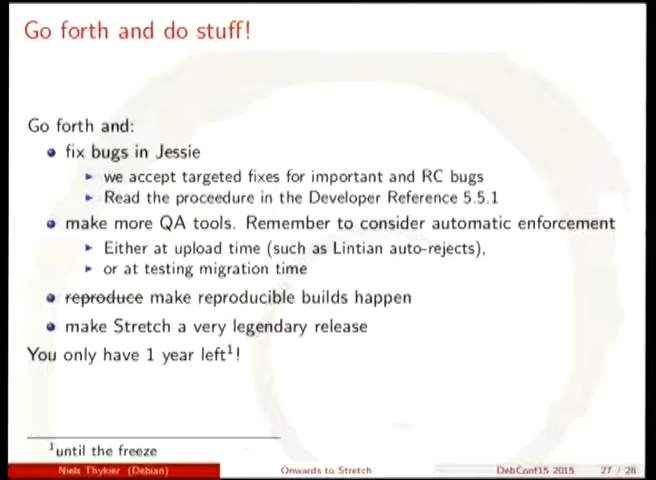 Go forth and do stuff!
Go forth and:
fix bugs in Jessie
we accept targeted fixes for important and RC bugs
Read the proceedure in the Developer Reference 5.5.1
make more QA tools. Remember to consider automatic enforcement
Either at upload time (such as Lintian auto-rejects),
or at testing migration time
reproduce make reproducible builds happen
make Stretch a very legendary release
You only have 1 year left¹!
¹until the freeze
Niels Thykier (Debian) Onwards to Stretch DebConf15 2015 27 / 28